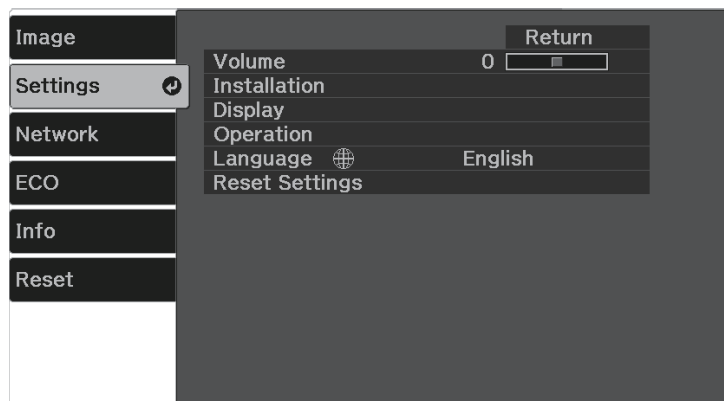 Image
Settings
Network
ECO
Info
Reset
Return
Volume 0
Installation
Display
Operation
Language English
Reset Settings